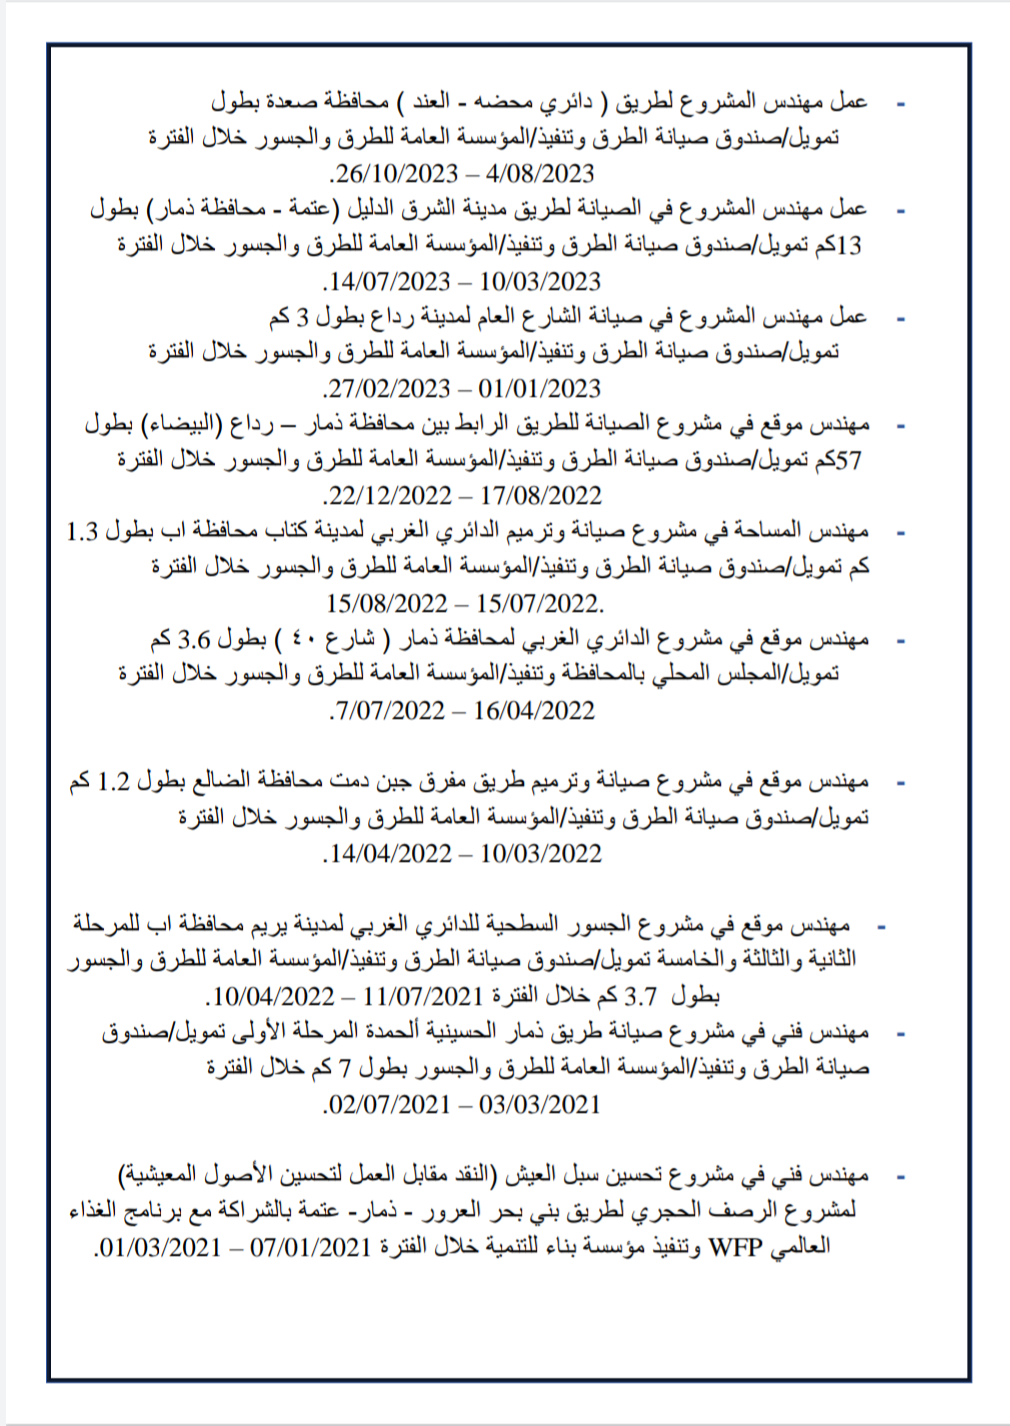 - عمل مهندس المشروع لطريق ( دائري محضه - العند ) محافظة صعدة بطول
تمويل/صندوق صيانة الطرق وتنفيذ/المؤسسة العامة للطرق والجسور خلال الفترة
4/08/2023 – 26/10/2023.
- عمل مهندس المشروع في الصيانة لطريق مدينة الشرق الدليل (عتمة - محافظة ذمار) بطول
13كم تمويل/صندوق صيانة الطرق وتنفيذ/المؤسسة العامة للطرق والجسور خلال الفترة
10/03/2023 – 14/07/2023.
- عمل مهندس المشروع في صيانة الشارع العام لمدينة رداع بطول 3 كم
تمويل/صندوق صيانة الطرق وتنفيذ/المؤسسة العامة للطرق والجسور خلال الفترة
01/01/2023 – 27/02/2023.
- مهندس موقع في مشروع الصيانة للطريق الرابط بين محافظة ذمار – رداع (البيضاء) بطول
57كم تمويل/صندوق صيانة الطرق وتنفيذ/المؤسسة العامة للطرق والجسور خلال الفترة
17/08/2022 – 22/12/2022.
- مهندس المساحة في مشروع صيانة وترميم الدائري الغربي لمدينة كتاب محافظة اب بطول 1.3
كم تمويل/صندوق صيانة الطرق وتنفيذ/المؤسسة العامة للطرق والجسور خلال الفترة
15/08/2022 – 15/07/2022.
- مهندس موقع في مشروع الدائري الغربي لمحافظة ذمار ( شارع ٤٠ ) بطول 3.6 كم
تمويل/المجلس المحلي بالمحافظة وتنفيذ/المؤسسة العامة للطرق والجسور خلال الفترة
16/04/2022 – 7/07/2022.
- مهندس موقع في مشروع صيانة وترميم طريق مفرق جبن دمت محافظة الضالع بطول 1.2 كم
تمويل/صندوق صيانة الطرق وتنفيذ/المؤسسة العامة للطرق والجسور خلال الفترة
10/03/2022 – 14/04/2022.
- مهندس موقع في مشروع الجسور السطحية للدائري الغربي لمدينة يريم محافظة اب للمرحلة
الثانية والثالثة والخامسة تمويل/صندوق صيانة الطرق وتنفيذ/المؤسسة العامة للطرق والجسور
بطول 3.7 كم خلال الفترة 11/07/2021 – 10/04/2022.
- مهندس فني في مشروع صيانة طريق ذمار الحسينية ألحمدة المرحلة الأولى تمويل/صندوق
صيانة الطرق وتنفيذ/المؤسسة العامة للطرق والجسور بطول 7 كم خلال الفترة
03/03/2021 – 02/07/2021.
- مهندس فني في مشروع تحسين سبل العيش (النقد مقابل العمل لتحسين الأصول المعيشية)
لمشروع الرصف الحجري لطريق بني بحر العرور - ذمار- عتمة بالشراكة مع برنامج الغذاء
العالمي WFP وتنفيذ مؤسسة بناء للتنمية خلال الفترة 07/01/2021 – 01/03/2021.